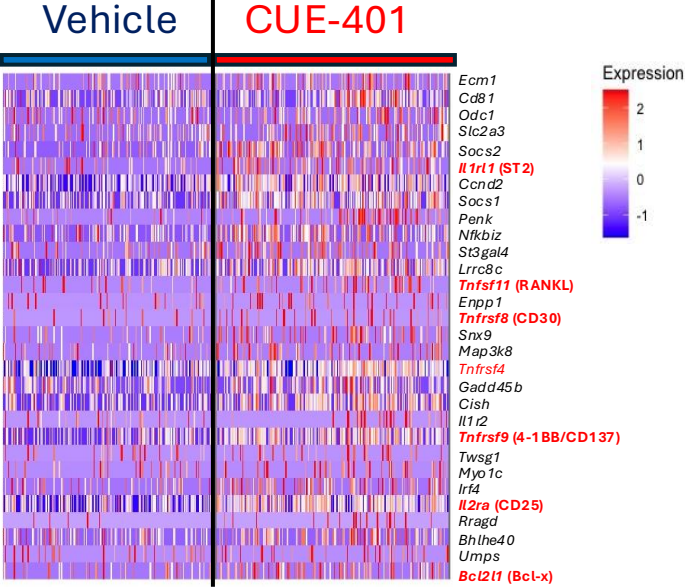 Vehicle CUE-401
Expression
2
1
0
-1
Ecm1
Cd81
Odc1
Slc2a3
Socs2
Il1rl1 (ST2)
Ccnd2
Socs1
Penk
Nfkbiz
St3gal4
Lrrc8c
Tnfsf11 (RANKL)
Enpp1
Tnfrsf8 (CD30)
Snx9
Map3k8
Tnfrsf4
Gadd45b
Cish
Il1r2
Tnfrsf9 (4-1BB/CD137)
Twsg1
Myo1c
Irf4
Il2ra (CD25)
Rragd
Bhlhe40
Umps
Bcl2l1 (Bcl-x)